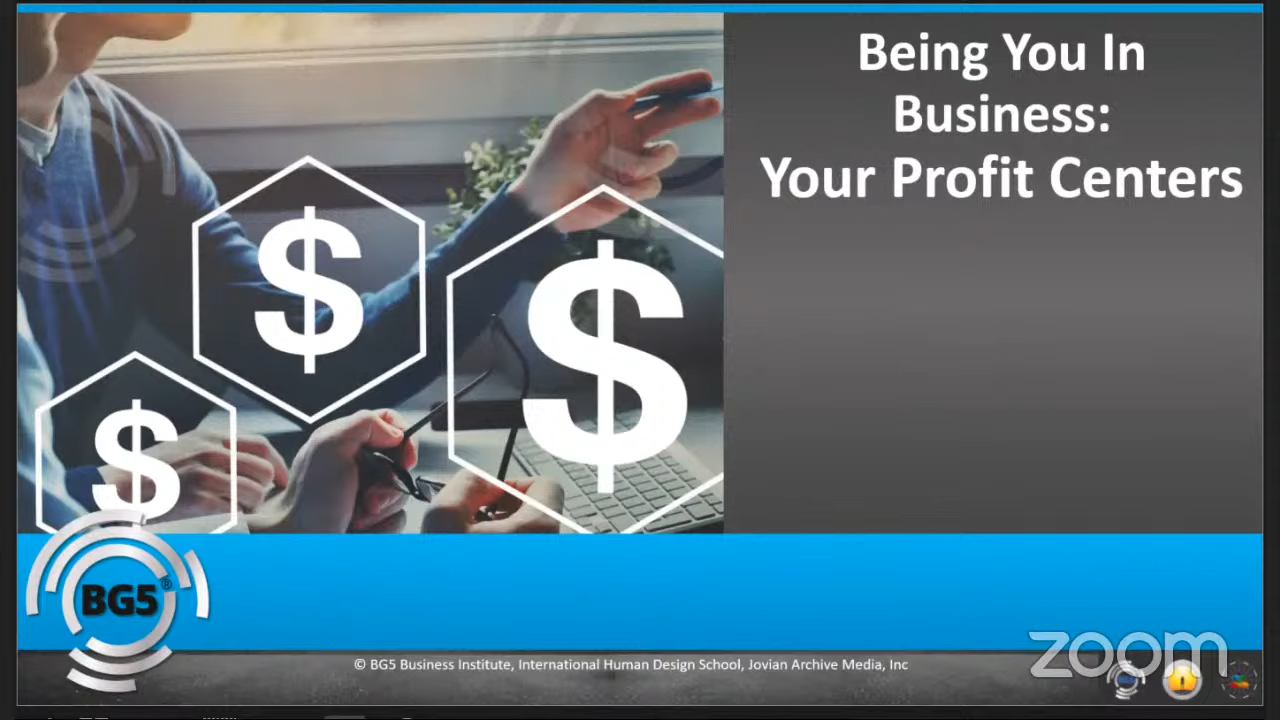 Being You In
Business:
Your Profit Centers
$
$
$
BG5®
© BG5 Business Institute, International Human Design School, Jovian Archive Media, Inc
zoom